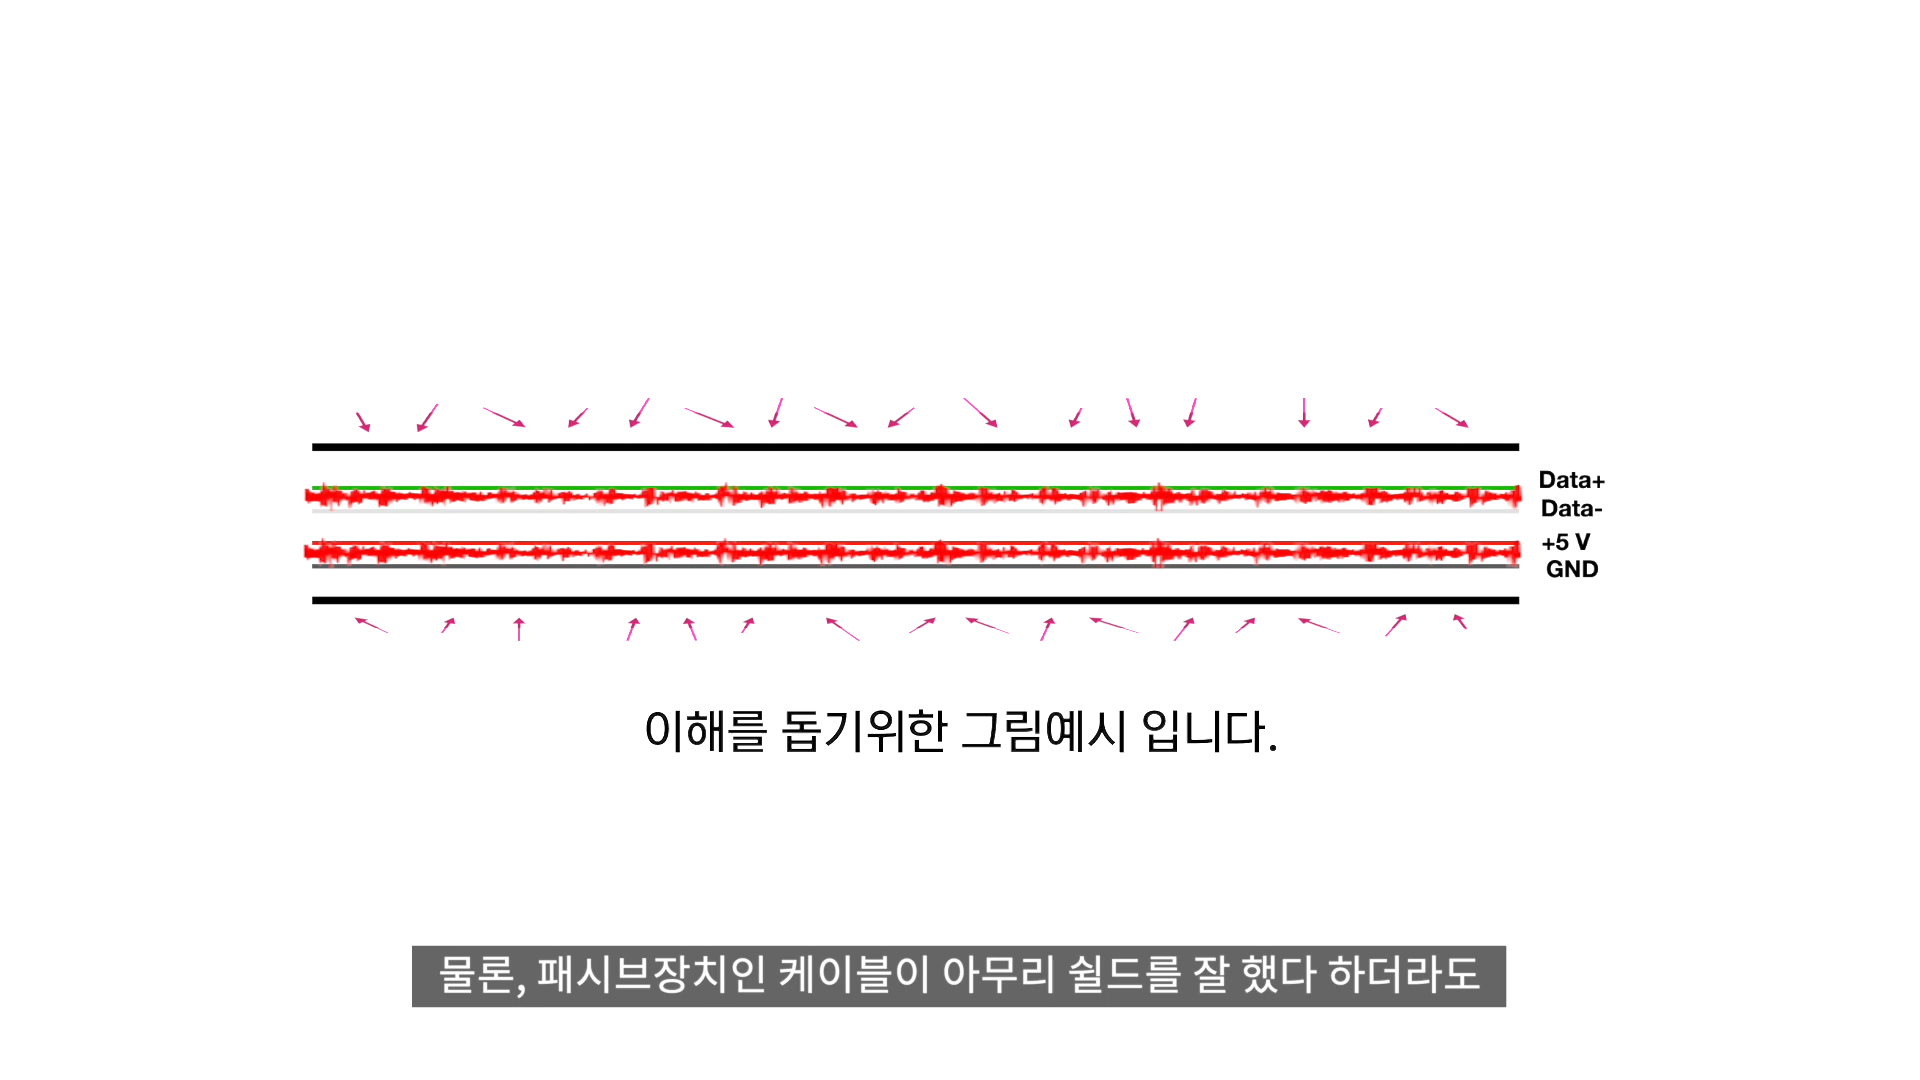 Data+
Data-
+5 V
GND
이해를 돕기위한 그림예시 입니다.
물론, 패시브장치인 케이블이 아무리 쉴드를 잘 했다 하더라도